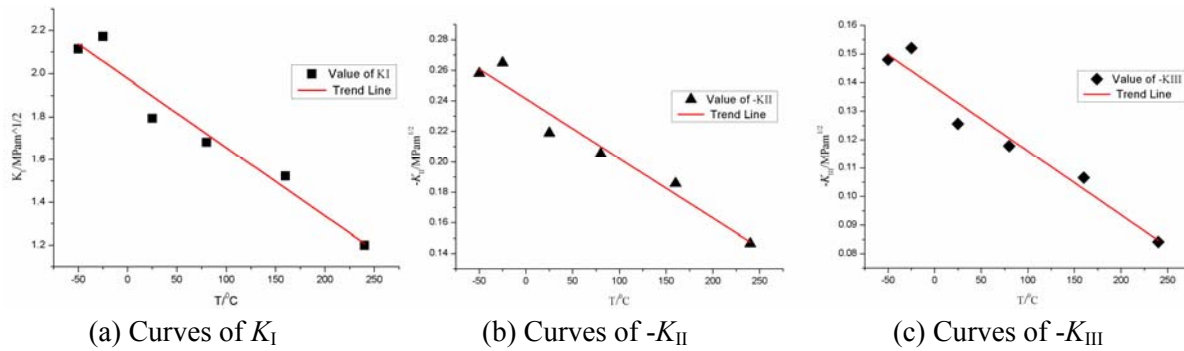 2.2
2.0
1.8
1.6
1.4
1.2
K_I/MPam^1/2
Value of KI
Trend Line
-50 0 50 100 150 200 250
T/⁰C
(a) Curves of K_I
0.28
0.26
0.24
0.22
0.20
0.18
0.16
0.14
-K_II/MPam^1/2
Value of -KII
Trend Line
-50 0 50 100 150 200 250
T/⁰C
(b) Curves of -K_II
0.16
0.15
0.14
0.13
0.12
0.11
0.10
0.09
0.08
-K_III/MPam^1/2
Value of -KIII
Trend Line
-50 0 50 100 150 200 250
T/⁰C
(c) Curves of -K_III